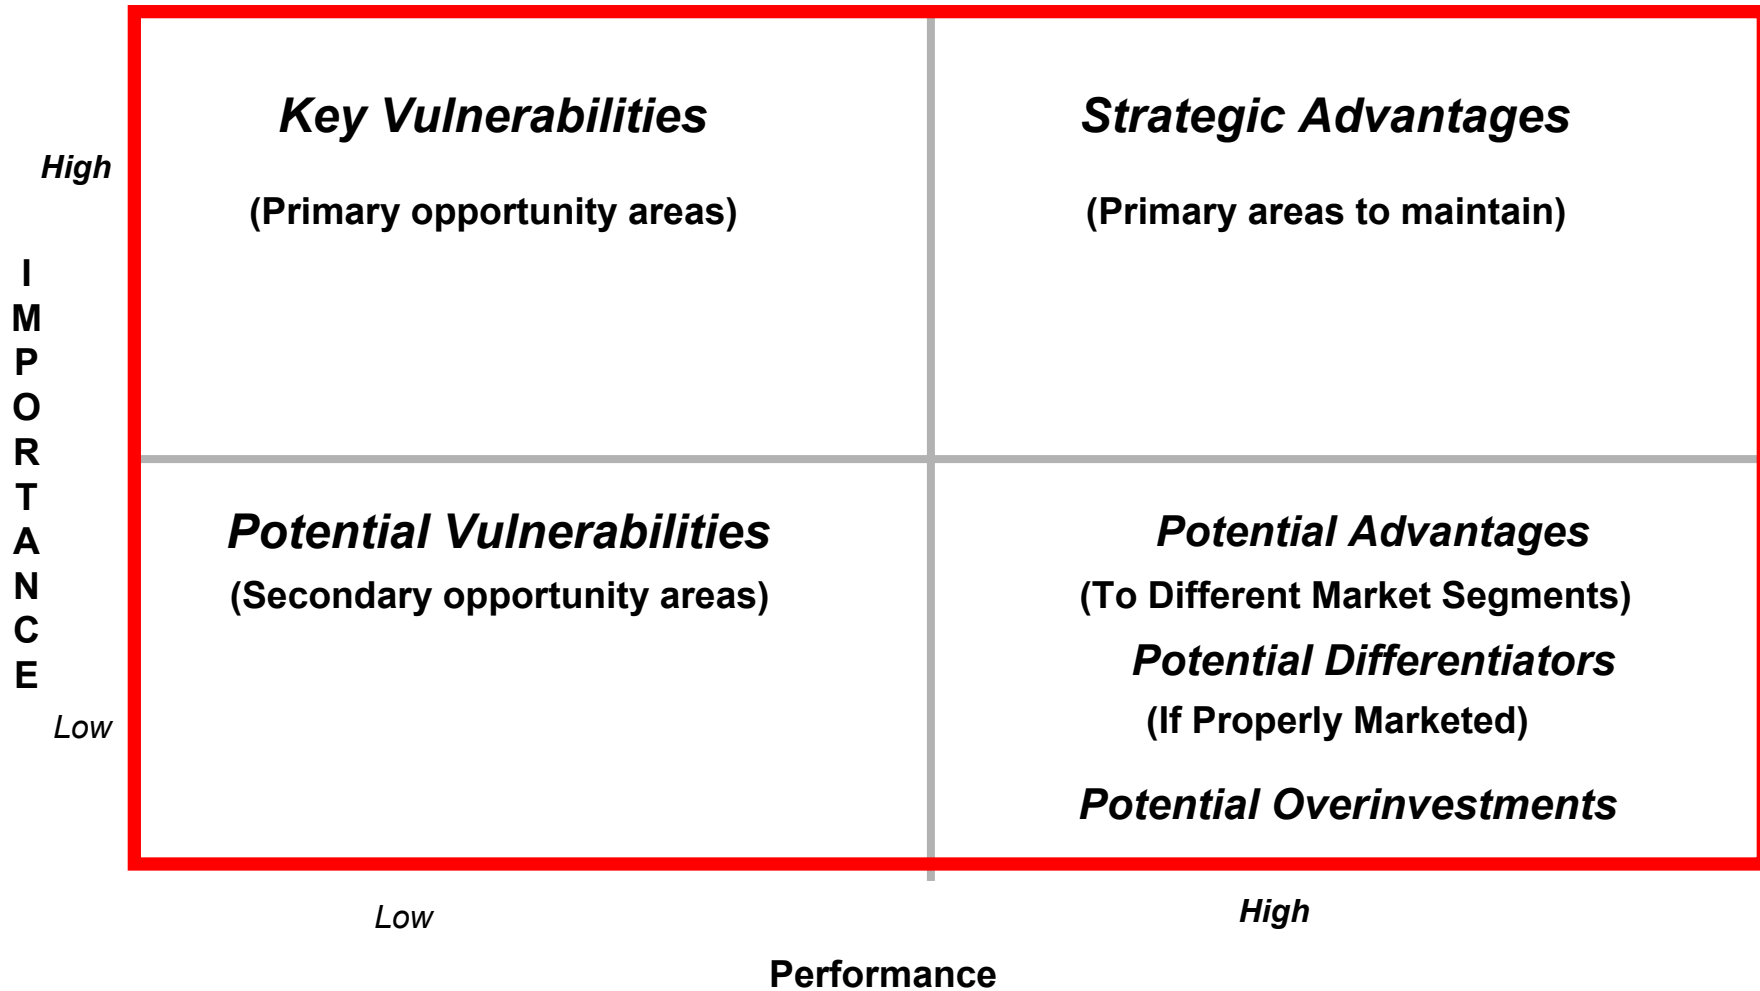 Key Vulnerabilities
(Primary opportunity areas)
Strategic Advantages
(Primary areas to maintain)
High
IMPORTANCE
Low
Potential Vulnerabilities
(Secondary opportunity areas)
Potential Advantages
(To Different Market Segments)
Potential Differentiators
(If Properly Marketed)
Potential Overinvestments
Low
High
Performance